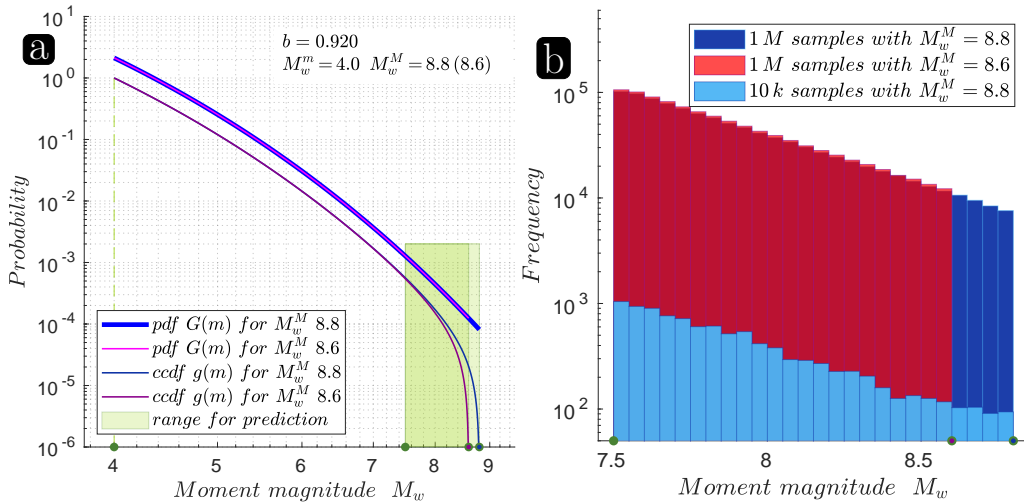 a
b = 0.920
M_w^m = 4.0 M_w^M = 8.8 (8.6)
10^1
10^0
10^-1
10^-2
10^-3
10^-4
10^-5
10^-6
Probability
pdf G(m) for M_w^M 8.8
pdf G(m) for M_w^M 8.6
ccdf g(m) for M_w^M 8.8
ccdf g(m) for M_w^M 8.6
range for prediction
4 5 6 7 8 9
Moment magnitude M_w
b
1 M samples with M_w^M = 8.8
1 M samples with M_w^M = 8.6
10 k samples with M_w^M = 8.8
10^5
10^4
10^3
10^2
Frequency
7.5 8 8.5
Moment magnitude M_w